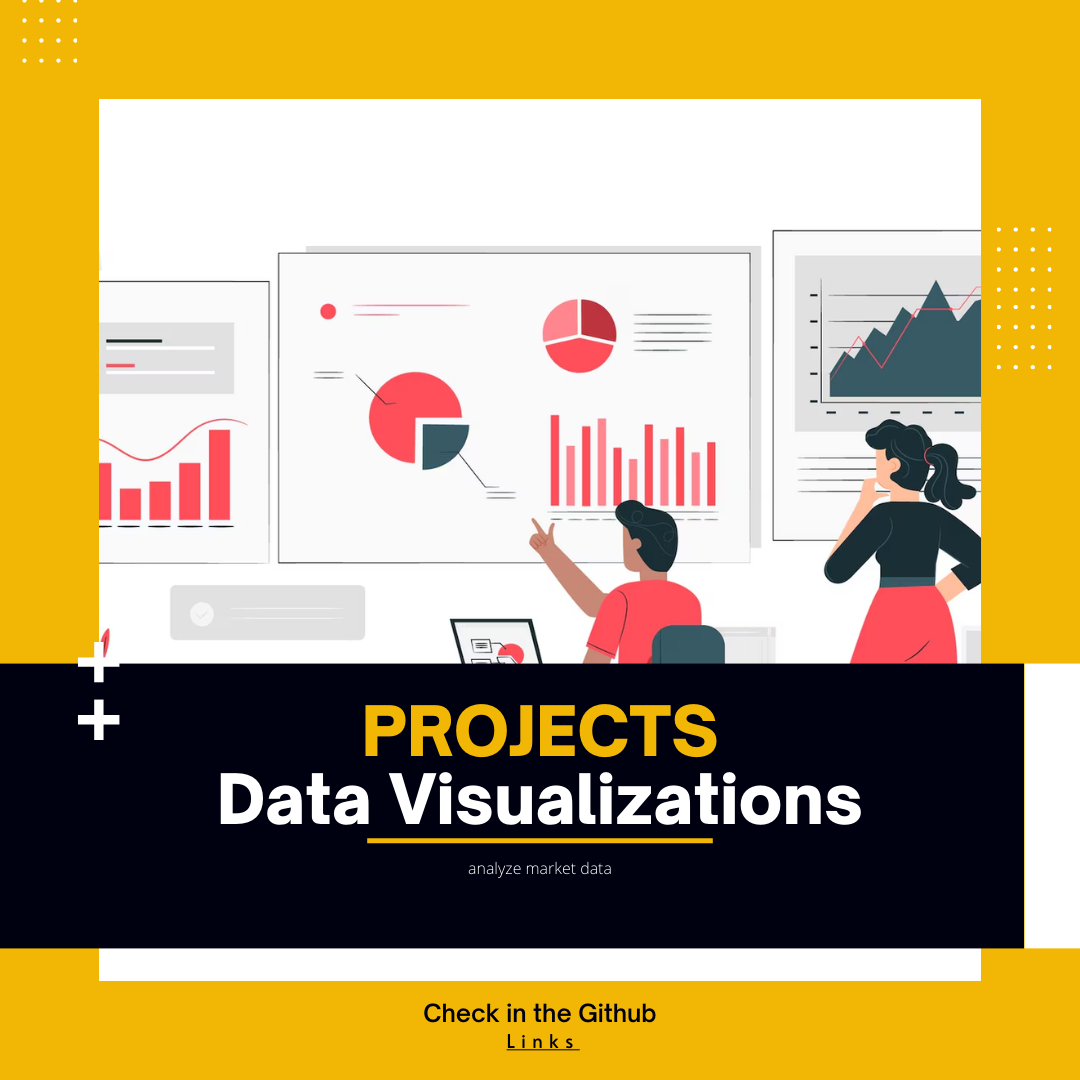 PROJECTS
Data Visualizations
analyze market data
Check in the Github
Links